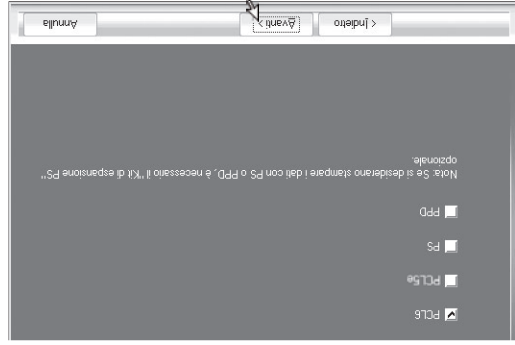 PCL6
PCL5e
PS
PPD
Nota: Se si desiderano stampare i dati con PS o PPD, è necessario il "Kit di espansione PS"
opzionale.
< Indietro
Avanti >
Annulla